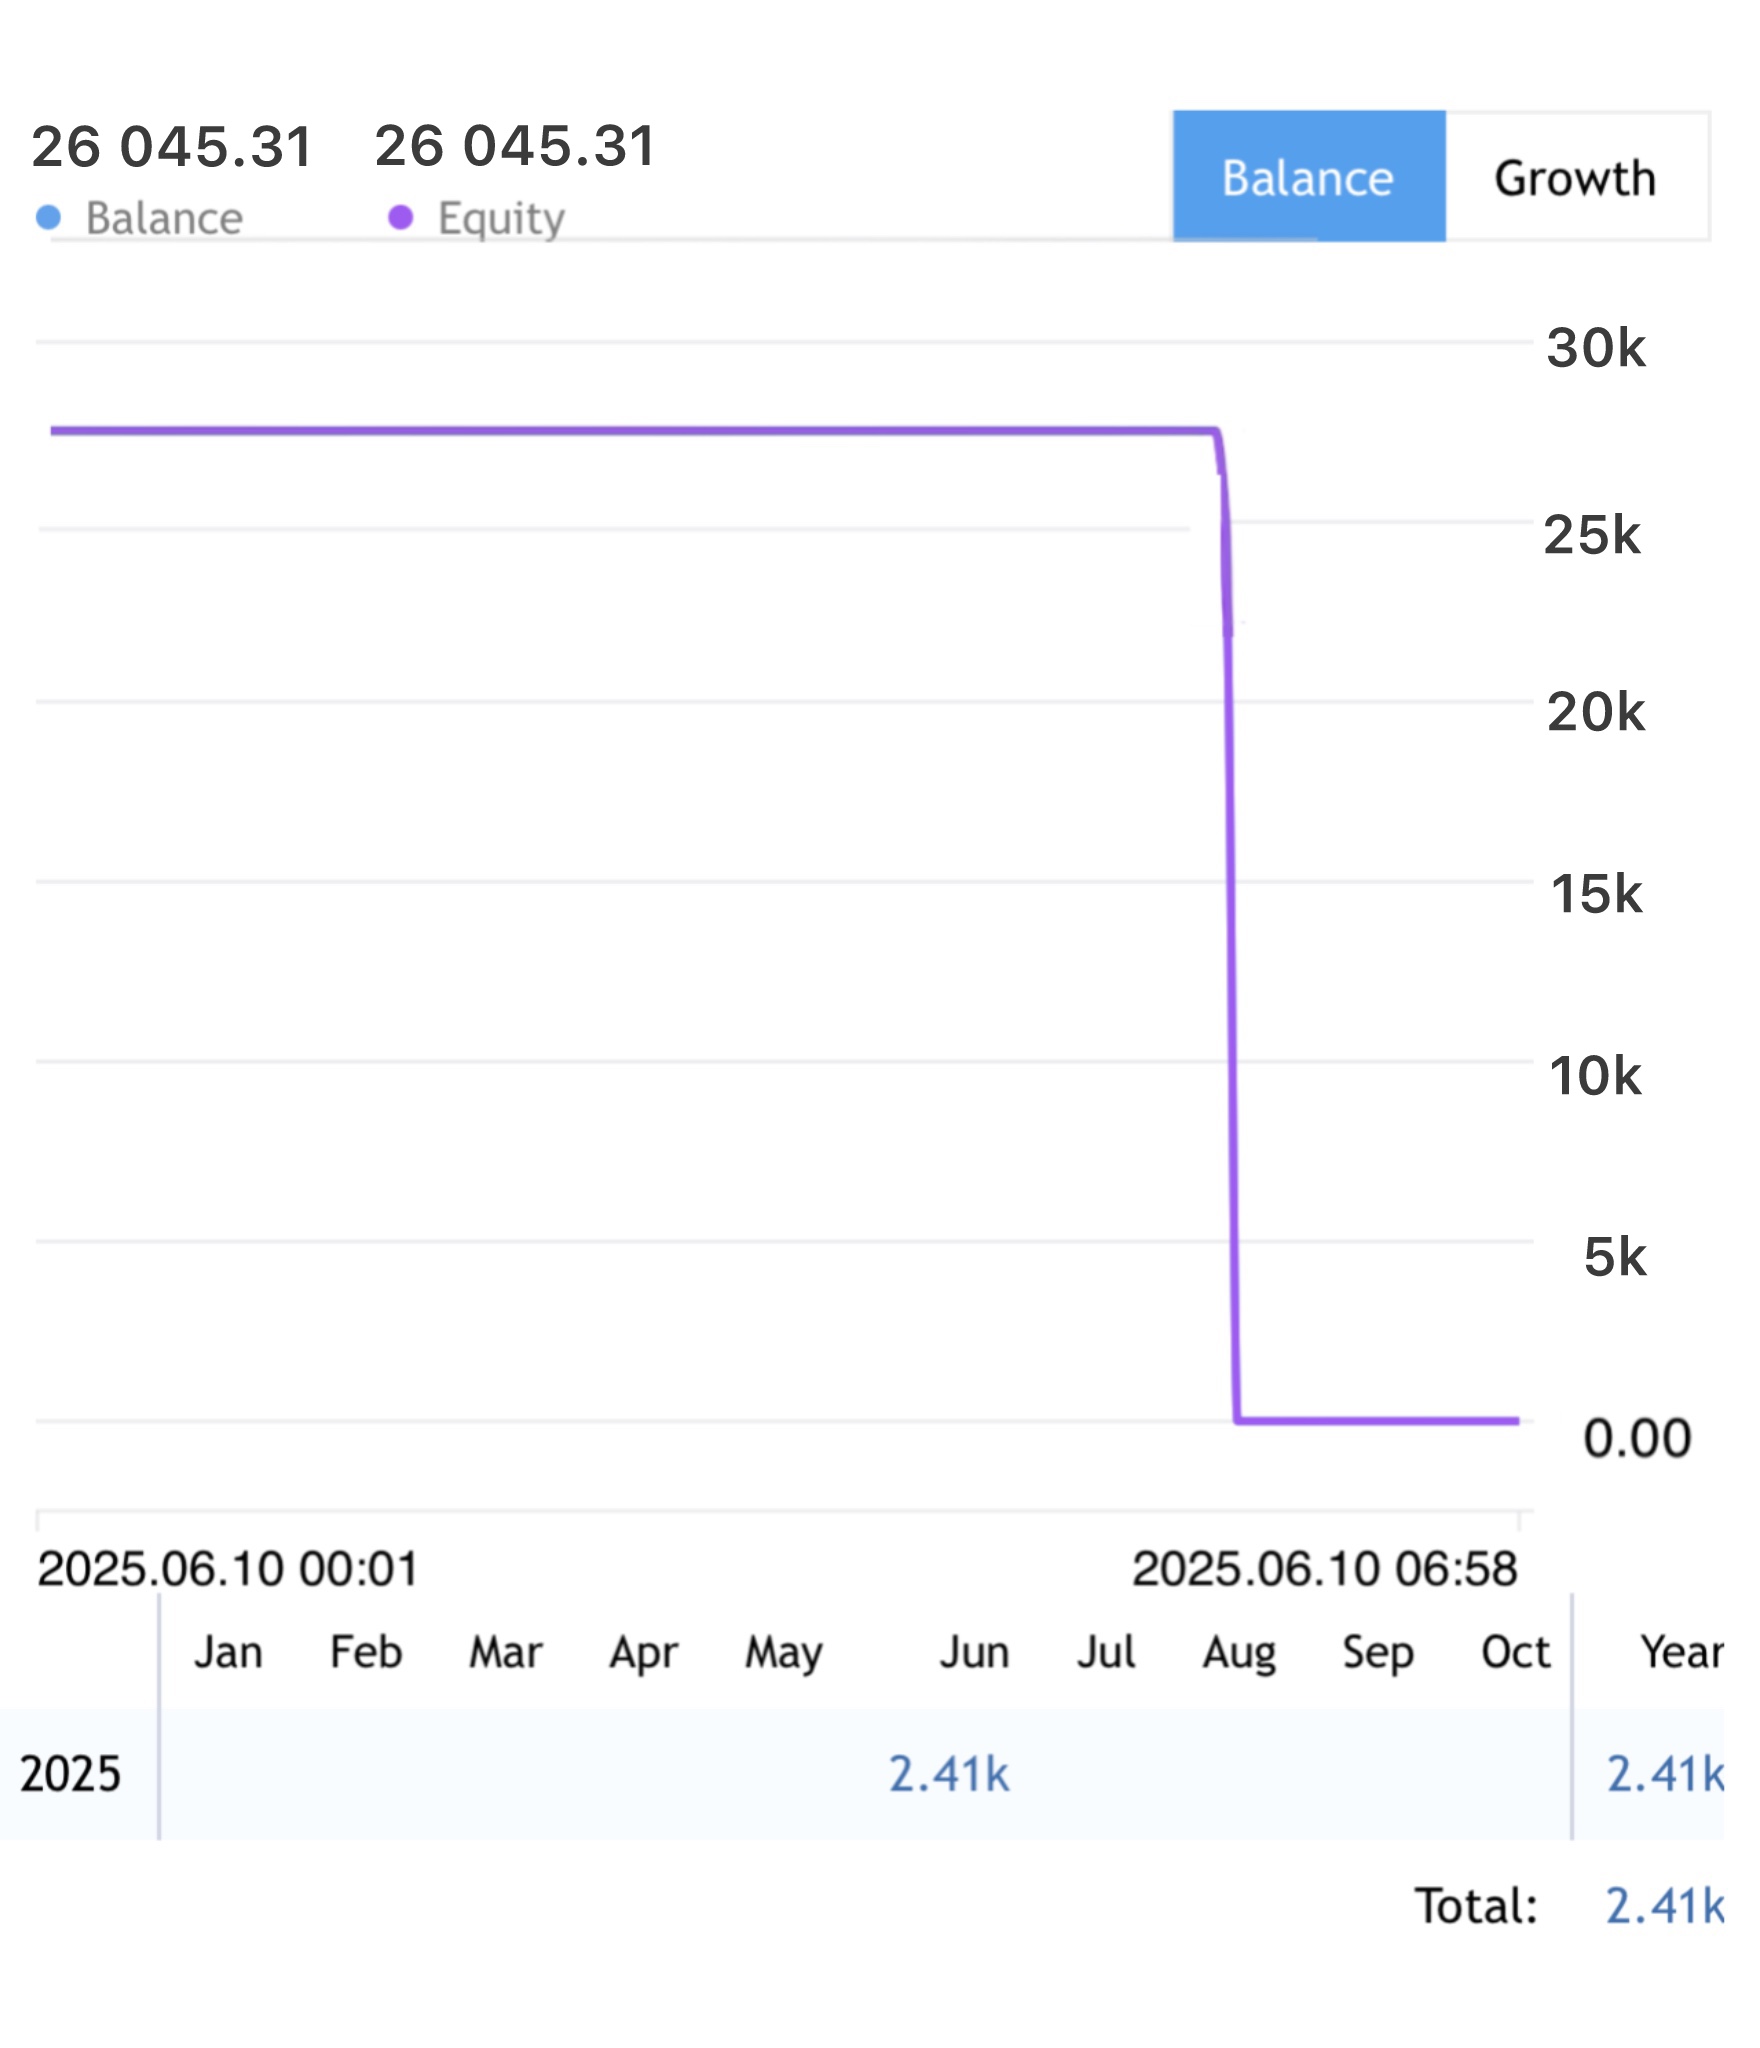 26 045.31 26 045.31
Balance Equity
Balance Growth
30k
25k
20k
15k
10k
5k
0.00
2025.06.10 00:01 2025.06.10 06:58
Jan Feb Mar Apr May Jun Jul Aug Sep Oct Year
2025 2.41k 2.41k
Total: 2.41k